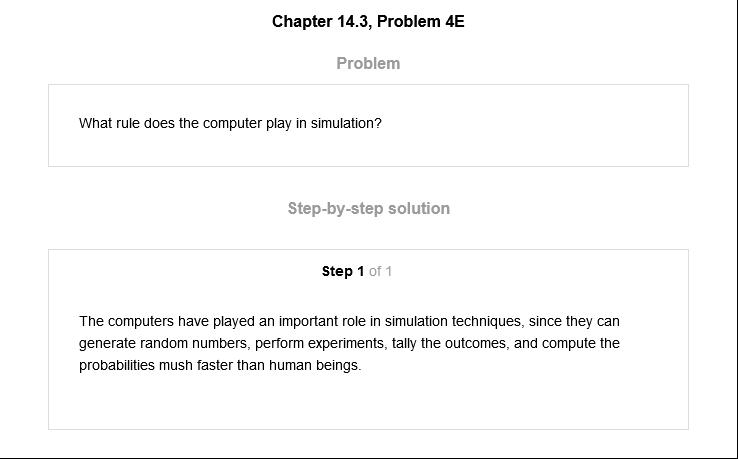 Chapter 14.3, Problem 4E
Problem
What rule does the computer play in simulation?
Step-by-step solution
Step 1 of 1
The computers have played an important role in simulation techniques, since they can
generate random numbers, perform experiments, tally the outcomes, and compute the
probabilities mush faster than human beings.